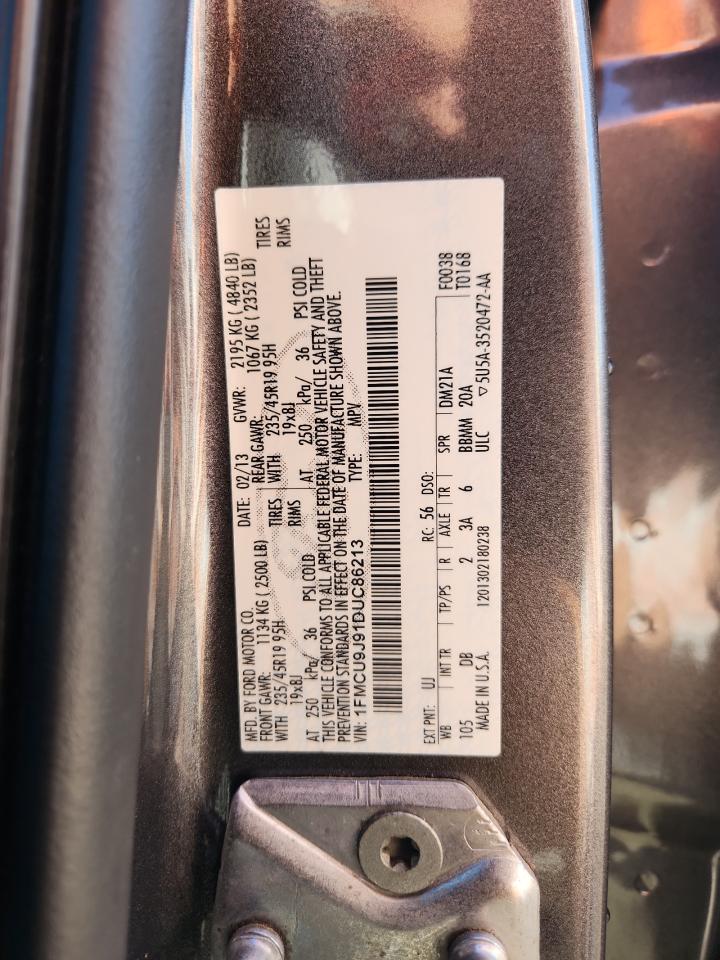 MFD. BY FORD MOTOR CO. DATE: 02/13 GVWR: 2195 KG ( 4840 LB)
FRONT GAWR: 1134 KG ( 2500 LB) REAR GAWR: 1067 KG ( 2352 LB)
WITH 235/45R19 95H TIRES WITH 235/45R19 95H TIRES
19x8J RIMS 19x8J RIMS
AT 250 kPa/ 36 PSI COLD AT 250 kPa/ 36 PSI COLD
THIS VEHICLE CONFORMS TO ALL APPLICABLE FEDERAL MOTOR VEHICLE SAFETY AND THEFT
PREVENTION STANDARDS IN EFFECT ON THE DATE OF MANUFACTURE SHOWN ABOVE.
VIN: 1FMCU9J91DUC86213 TYPE: MPV
EXT PNT: UJ RC: 56 DSO: F0038
WB INT TR TP/PS R AXLE TR SPR DM21A T0168
105 DB 2 3A 6 BBMM 20A
MADE IN U.S.A. 1201302180238 ULC ▽5U5A-3520472-AA